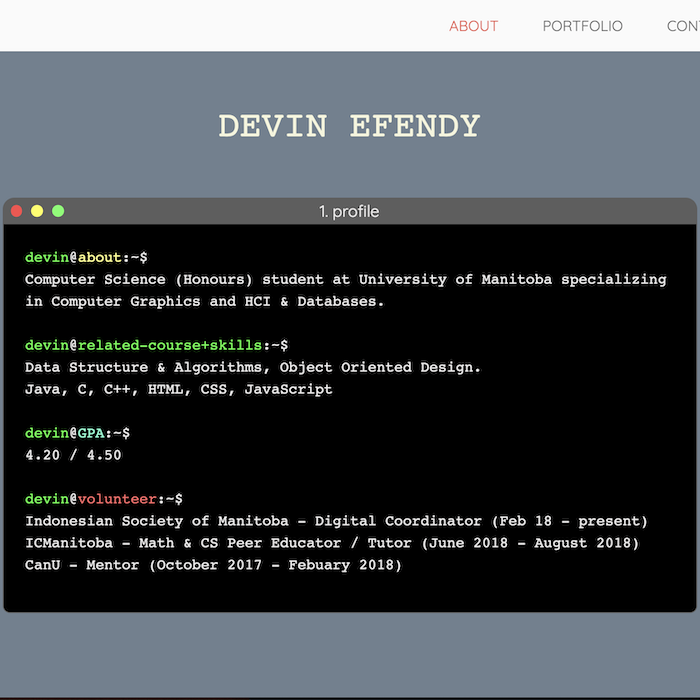 ABOUT PORTFOLIO CON
DEVIN EFENDY
1. profile
devin@about:~$
Computer Science (Honours) student at University of Manitoba specializing
in Computer Graphics and HCI & Databases.
devin@related-course+skills:~$
Data Structure & Algorithms, Object Oriented Design.
Java, C, C++, HTML, CSS, JavaScript
devin@GPA:~$
4.20 / 4.50
devin@volunteer:~$
Indonesian Society of Manitoba - Digital Coordinator (Feb 18 - present)
ICManitoba - Math & CS Peer Educator / Tutor (June 2018 - August 2018)
CanU - Mentor (October 2017 - Febuary 2018)